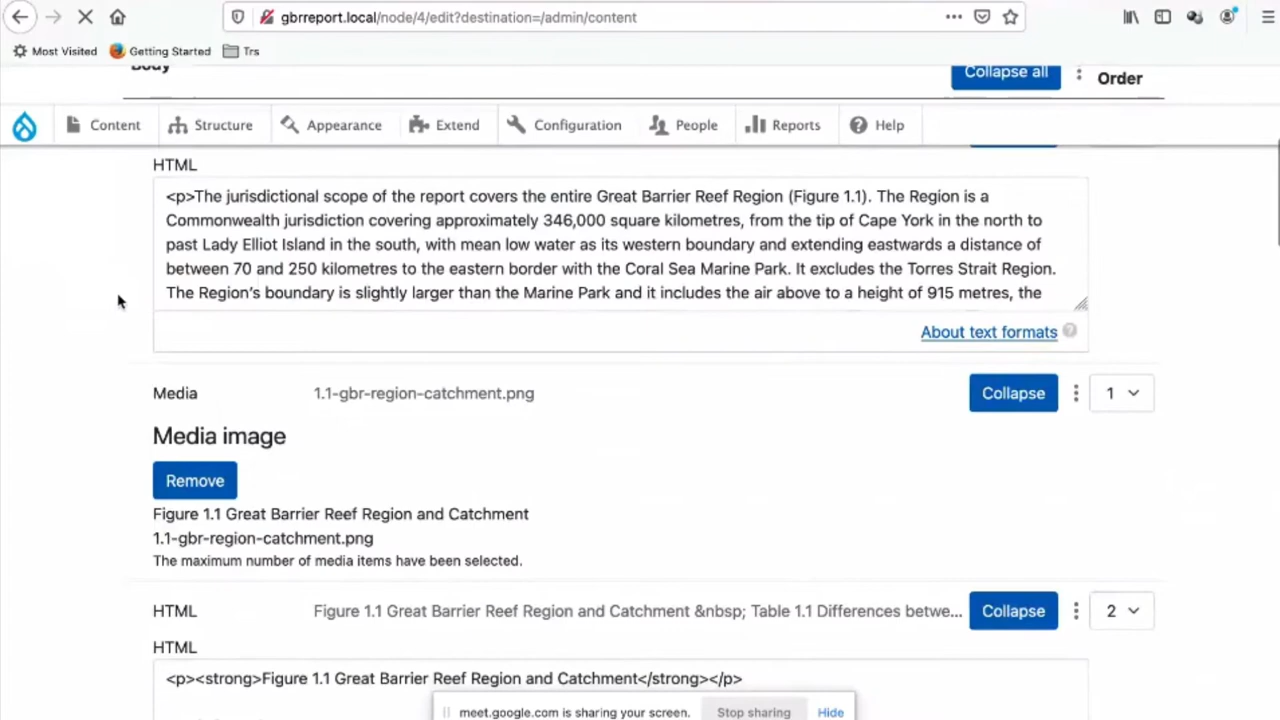 gbrreport.local/node/4/edit?destination=/admin/content
Most Visited Getting Started Trs
Body Collapse all Order
Content Structure Appearance Extend Configuration People Reports Help
HTML
<p>The jurisdictional scope of the report covers the entire Great Barrier Reef Region (Figure 1.1). The Region is a
Commonwealth jurisdiction covering approximately 346,000 square kilometres, from the tip of Cape York in the north to
past Lady Elliot Island in the south, with mean low water as its western boundary and extending eastwards a distance of
between 70 and 250 kilometres to the eastern border with the Coral Sea Marine Park. It excludes the Torres Strait Region.
The Region's boundary is slightly larger than the Marine Park and it includes the air above to a height of 915 metres, the
About text formats ?
Media 1.1-gbr-region-catchment.png Collapse 1
Media image
Remove
Figure 1.1 Great Barrier Reef Region and Catchment
1.1-gbr-region-catchment.png
The maximum number of media items have been selected.
HTML Figure 1.1 Great Barrier Reef Region and Catchment &nbsp; Table 1.1 Differences betwe... Collapse 2
HTML
<p><strong>Figure 1.1 Great Barrier Reef Region and Catchment</strong></p>
meet.google.com is sharing your screen. Stop sharing Hide